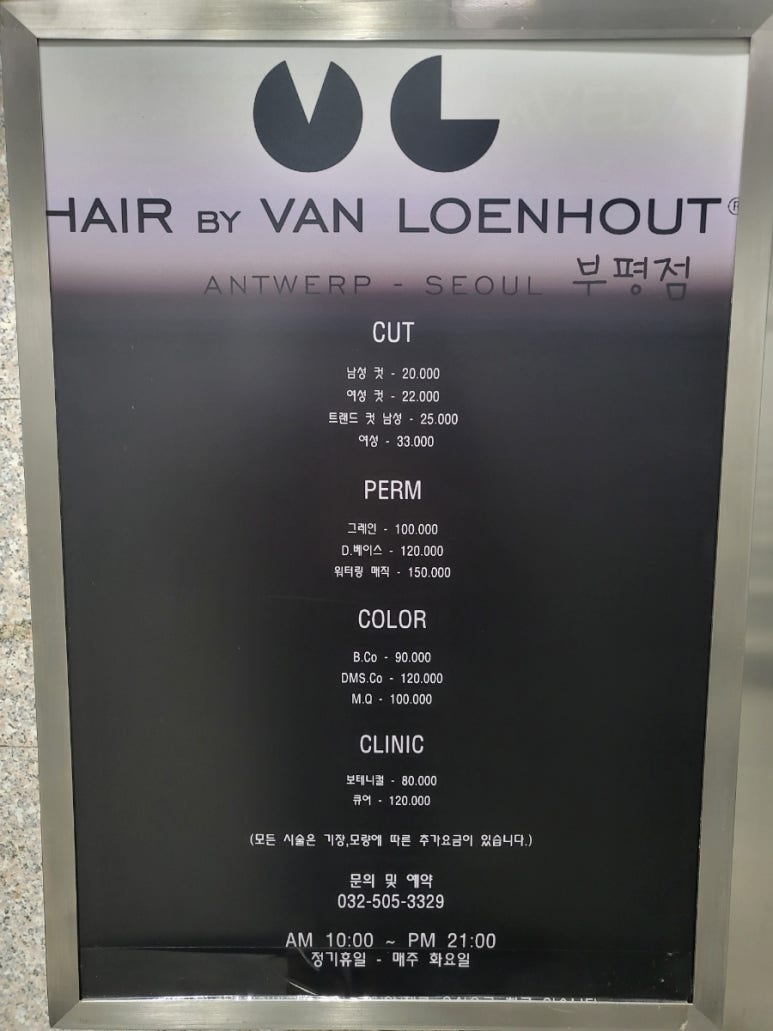 HAIR BY VAN LOENHOUT®
ANTWERP - SEOUL 부평점
CUT
남성 컷 - 20.000
여성 컷 - 22.000
트랜드 컷 남성 - 25.000
여성 - 33.000
PERM
그레인 - 100.000
D.베이스 - 120.000
워터링 매직 - 150.000
COLOR
B.Co - 90.000
DMS.Co - 120.000
M.Q - 100.000
CLINIC
보테니컬 - 80.000
큐어 - 120.000
(모든 시술은 기장,모량에 따른 추가요금이 있습니다.)
문의 및 예약
032-505-3329
AM 10:00 ~ PM 21:00
정기휴일 - 매주 화요일